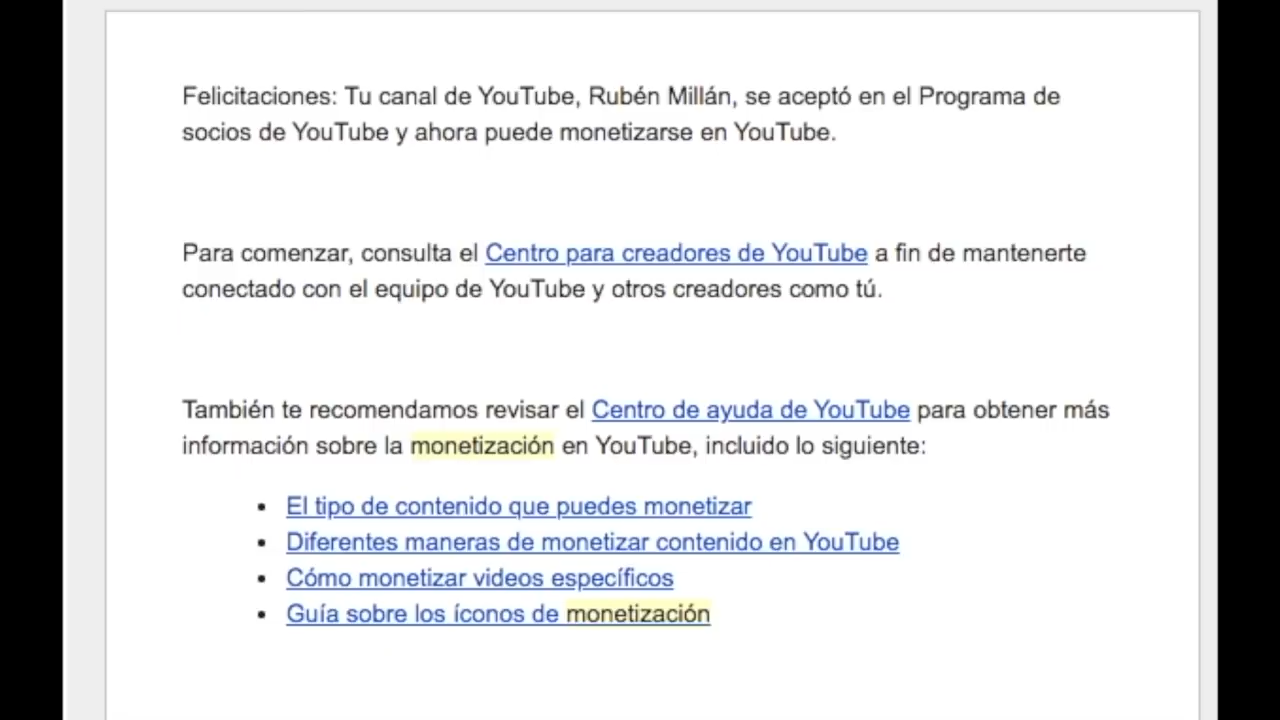 Felicitaciones: Tu canal de YouTube, Rubén Millán, se aceptó en el Programa de
socios de YouTube y ahora puede monetizarse en YouTube.
Para comenzar, consulta el Centro para creadores de YouTube a fin de mantenerte
conectado con el equipo de YouTube y otros creadores como tú.
También te recomendamos revisar el Centro de ayuda de YouTube para obtener más
información sobre la monetización en YouTube, incluido lo siguiente:
• El tipo de contenido que puedes monetizar
• Diferentes maneras de monetizar contenido en YouTube
• Cómo monetizar videos específicos
• Guía sobre los íconos de monetización